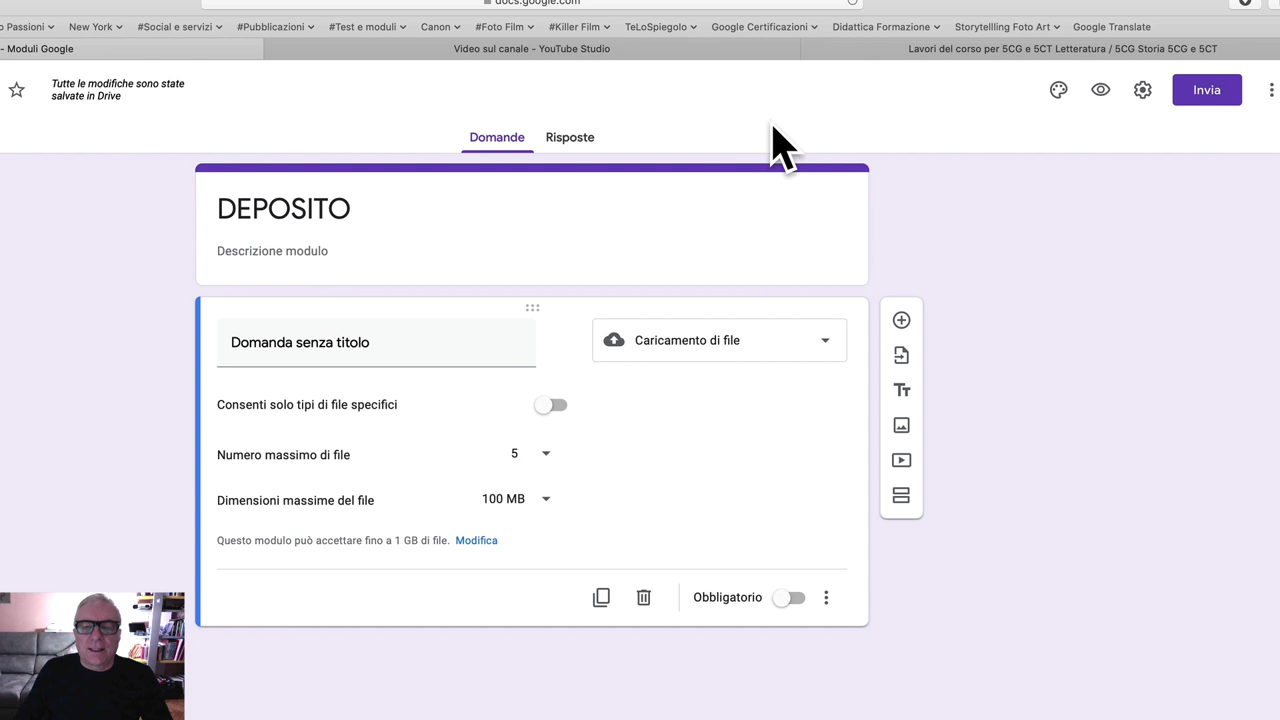 docs.google.com
o Passioni New York #Social e servizi #Pubblicazioni #Test e moduli Canon #Foto Film #Killer Film TeLoSpiegolo Google Certificazioni Didattica Formazione Storytellling Foto Art Google Translate
- Moduli Google Video sul canale - YouTube Studio Lavori del corso per 5CG e 5CT Letteratura / 5CG Storia 5CG e 5CT
Tutte le modifiche sono state
salvate in Drive
Invia
Domande Risposte
DEPOSITO
Descrizione modulo
Domanda senza titolo Caricamento di file
Consenti solo tipi di file specifici
Numero massimo di file 5
Dimensioni massime del file 100 MB
Questo modulo può accettare fino a 1 GB di file. Modifica
Obbligatorio